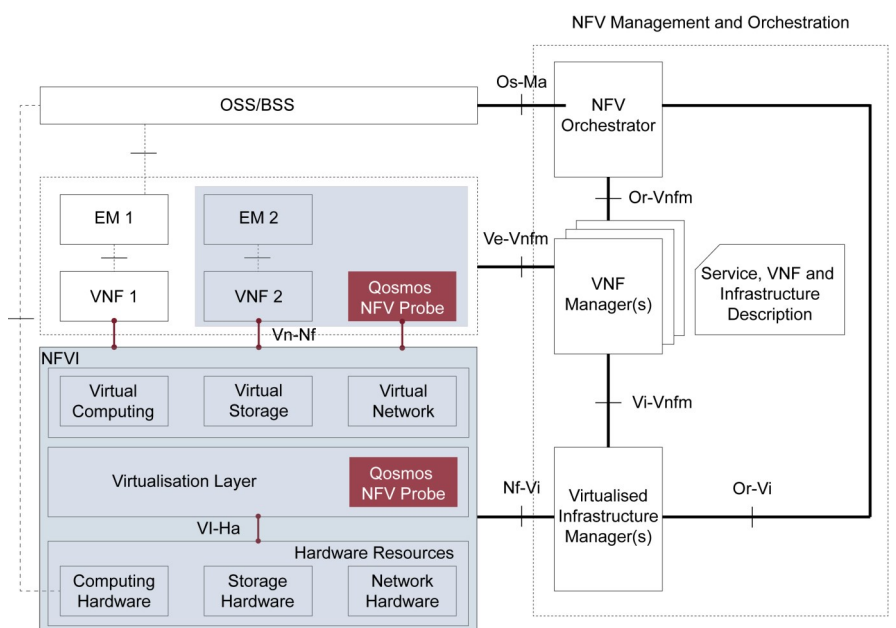 NFV Management and Orchestration
Os-Ma
OSS/BSS
NFV
Orchestrator
Or-Vnfm
EM 1
EM 2
Ve-Vnfm
VNF 1
VNF 2
Qosmos
NFV Probe
VNF
Manager(s)
Service, VNF and
Infrastructure
Description
Vn-Nf
NFVI
Virtual
Computing
Virtual
Storage
Virtual
Network
Vi-Vnfm
Virtualisation Layer
Qosmos
NFV Probe
Nf-Vi
Virtualised
Infrastructure
Manager(s)
Or-Vi
VI-Ha
Hardware Resources
Computing
Hardware
Storage
Hardware
Network
Hardware